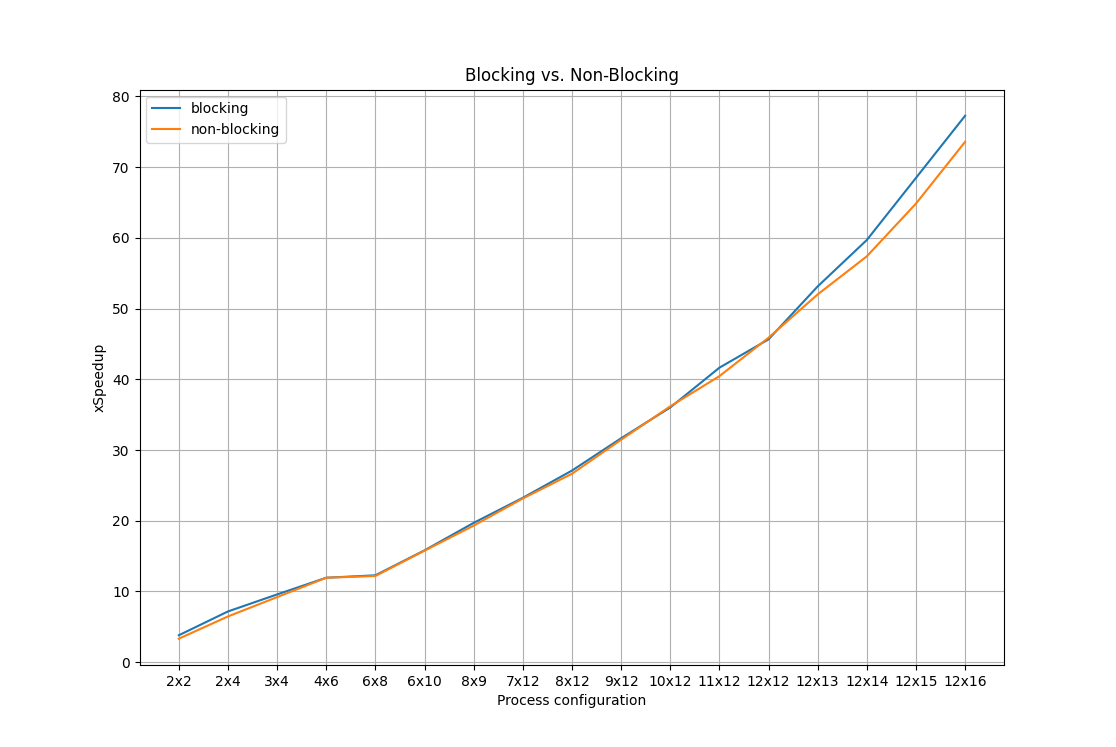 Blocking vs. Non-Blocking
blocking
non-blocking
80
70
60
50
40
30
20
10
0
xSpeedup
2x2 2x4 3x4 4x6 6x8 6x10 8x9 7x12 8x12 9x12 10x12 11x12 12x12 12x13 12x14 12x15 12x16
Process configuration